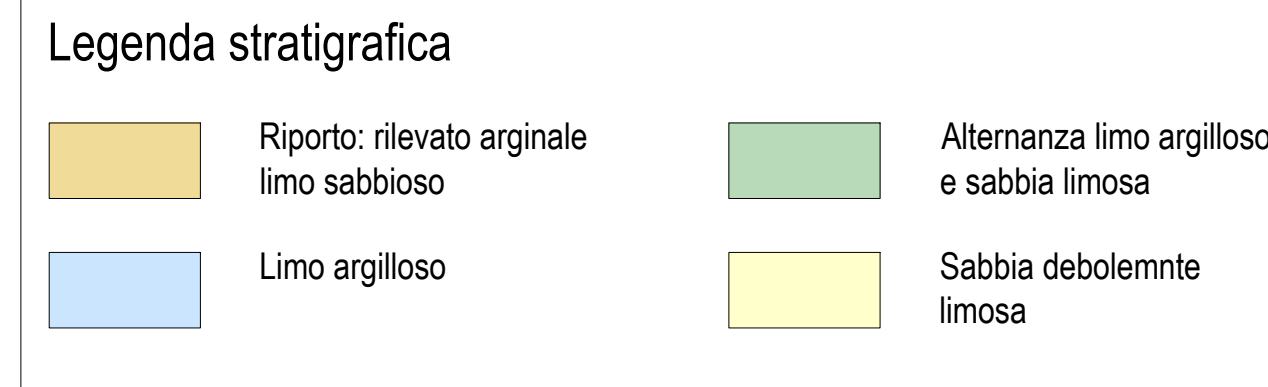 Legenda stratigrafica
Riporto: rilevato arginale
limo sabbioso
Alternanza limo argilloso
e sabbia limosa
Limo argilloso
Sabbia debolemnte
limosa